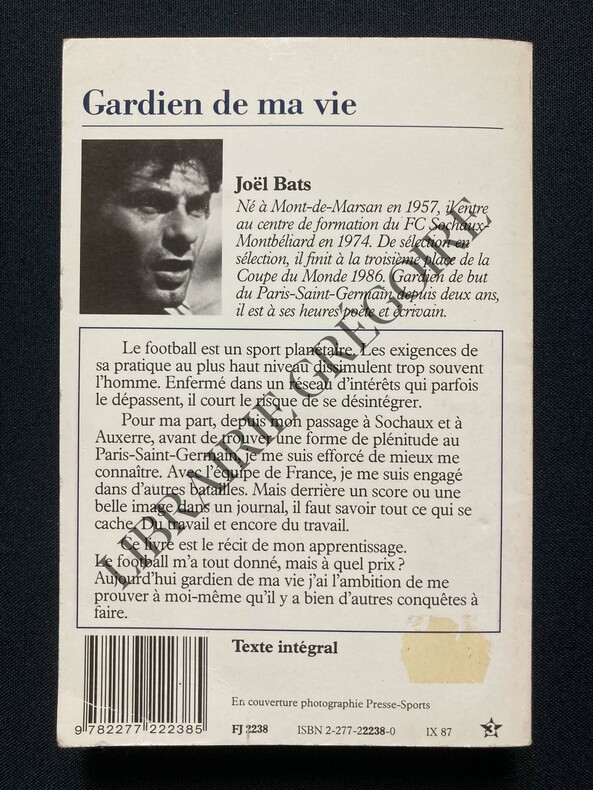 Gardien de ma vie
Joël Bats
Né à Mont-de-Marsan en 1957, il entre
au centre de formation du FC Sochaux-
Montbéliard en 1974. De sélection en
sélection, il finit à la troisième place de la
Coupe du Monde 1986. Gardien de but
du Paris-Saint-Germain depuis deux ans,
il est à ses heures poète et écrivain.
Le football est un sport planétaire. Les exigences de
sa pratique au plus haut niveau dissimulent trop souvent
l'homme. Enfermé dans un réseau d'intérêts qui parfois
le dépassent, il court le risque de se désintégrer.
Pour ma part, depuis mon passage à Sochaux et à
Auxerre, avant de trouver une forme de plénitude au
Paris-Saint-Germain, je me suis efforcé de mieux me
connaître. Avec l'équipe de France, je me suis engagé
dans d'autres batailles. Mais derrière un score ou une
belle image dans un journal, il faut savoir tout ce qui se
cache. Du travail et encore du travail.
Ce livre est le récit de mon apprentissage.
Le football m'a tout donné, mais à quel prix ?
Aujourd'hui gardien de ma vie j'ai l'ambition de me
prouver à moi-même qu'il y a bien d'autres conquêtes à
faire.
Texte intégral
En couverture photographie Presse-Sports
9 782277 222385
FJ 2238 ISBN 2-277-22238-0 IX 87 3
LIBRAIRIE GRÉGOIRE